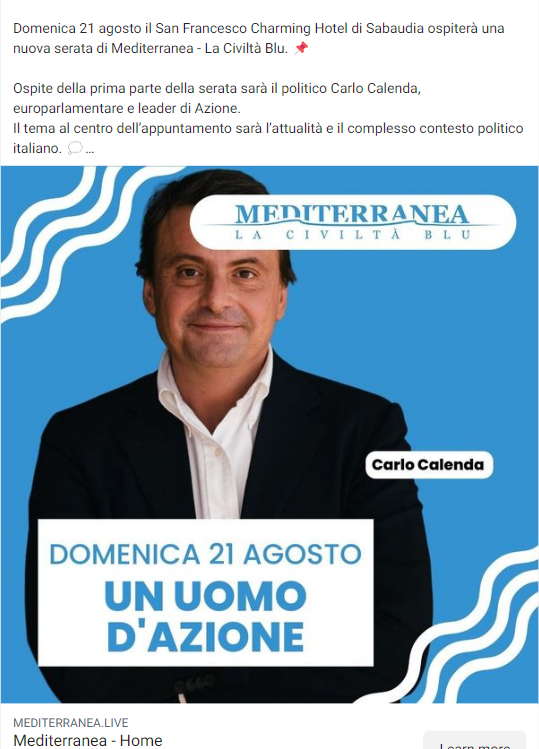 Domenica 21 agosto il San Francesco Charming Hotel di Sabaudia ospiterà una
nuova serata di Mediterranea - La Civiltà Blu. 📌
Ospite della prima parte della serata sarà il politico Carlo Calenda,
europarlamentare e leader di Azione.
Il tema al centro dell'appuntamento sarà l'attualità e il complesso contesto politico
italiano. 💭...
MEDITERRANEA
LA CIVILTÀ BLU
Carlo Calenda
DOMENICA 21 AGOSTO
UN UOMO
D'AZIONE
MEDITERRANEA.LIVE
Mediterranea - Home
Learn more